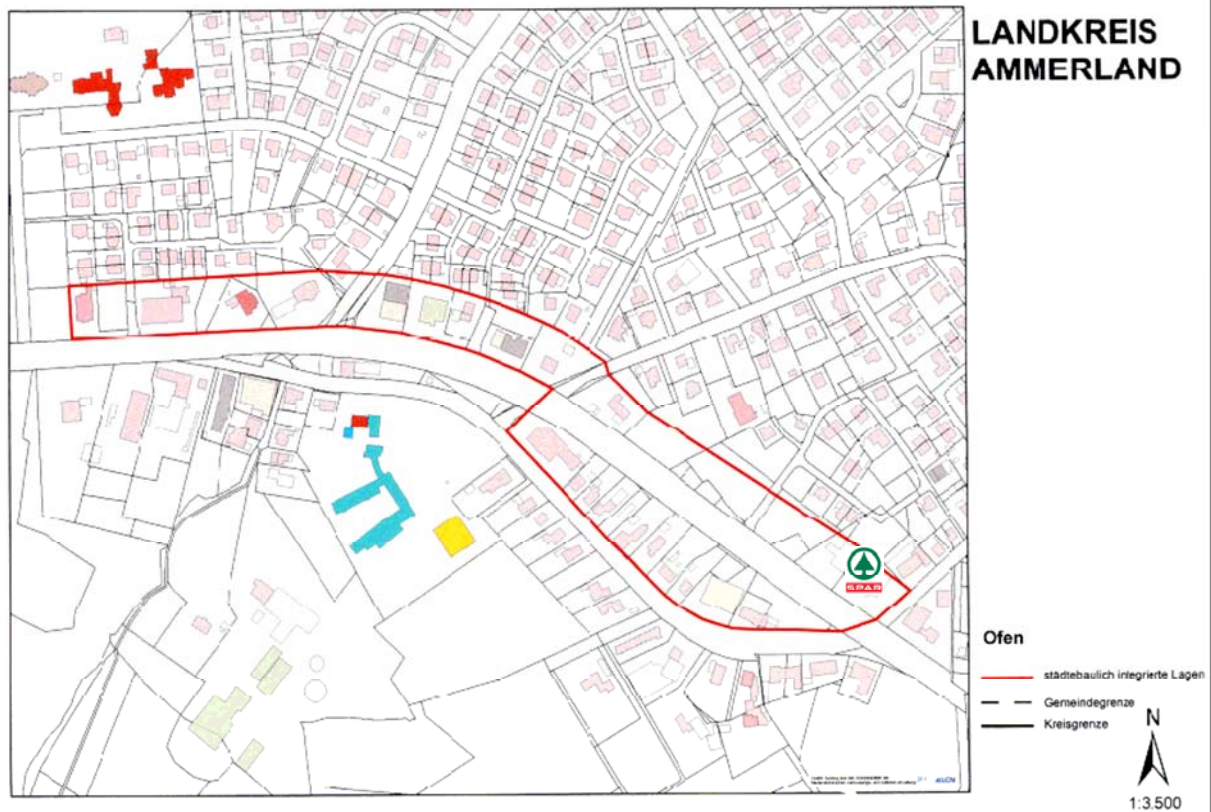 LANDKREIS
AMMERLAND
SPAR
Ofen
städtebaulich integrierte Lagen
Gemeindegrenze
Kreisgrenze
N
1:3.500